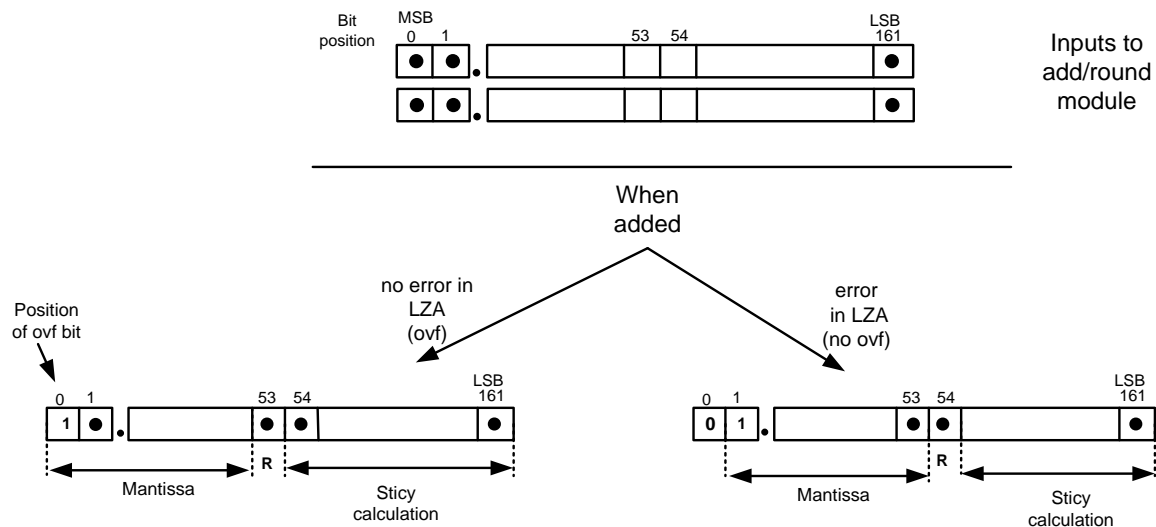 Bit
position
MSB
0 1 53 54
LSB
161
Inputs to
add/round
module
When
added
no error in
LZA
(ovf)
error
in LZA
(no ovf)
Position
of ovf bit
0 1 53 54
LSB
161
1
R
Mantissa
Sticy
calculation
0 1 53 54
LSB
161
0 1
R
Mantissa
Sticy
calculation